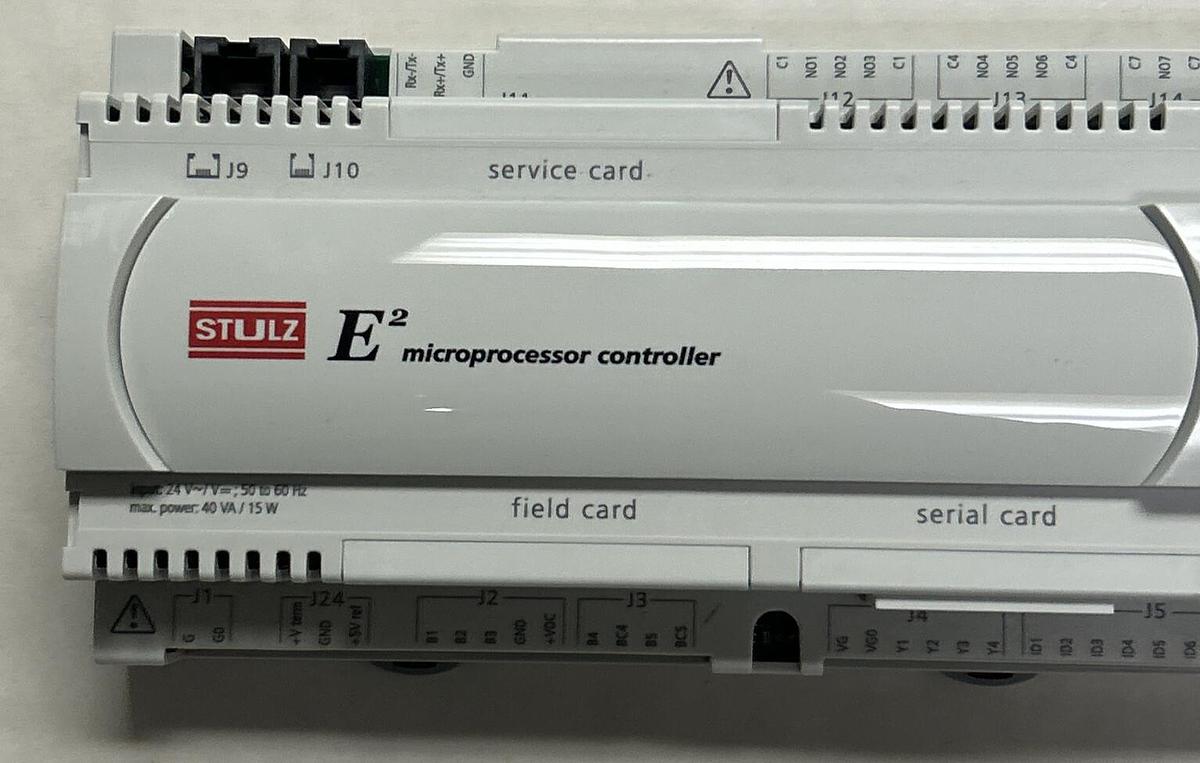 Rx-/Tx- Rx+/Tx+ GND
C1 NO1 NO2 NO3 C1
C4 NO4 NO5 NO6 C4
C7 NO7 C7
J11 J12 J13 J14
J9 J10 service card
STULZ E² microprocessor controller
input: 24 V~/V⎓; 50 to 60 Hz
max. power: 40 VA / 15 W
field card serial card
J1 J24 J2 J3 J4 J5
G G0
+V term GND +5V ref
B1 B2 B3 GND +VDC
B4 BC4 B5 BC5
VG VG0 Y1 Y2 Y3 Y4
ID1 ID2 ID3 ID4 ID5 ID6